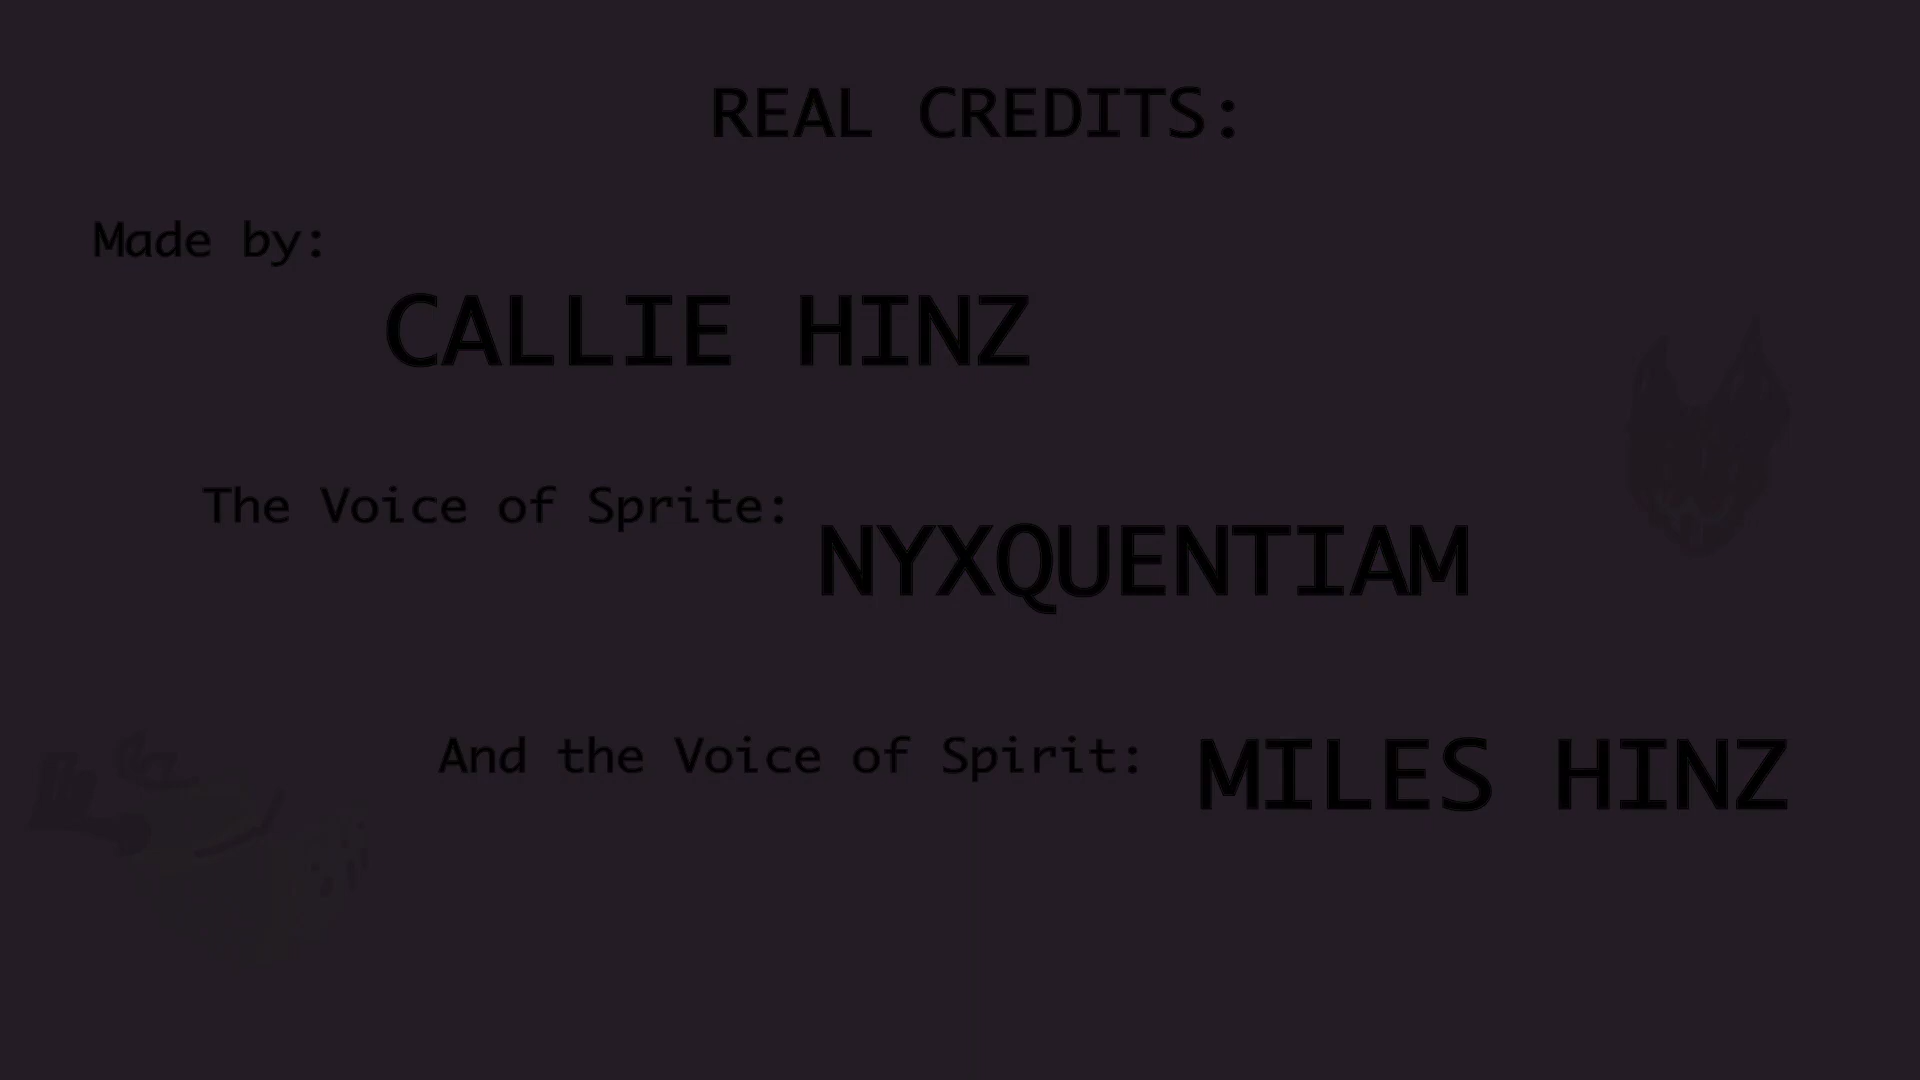 REAL CREDITS:
Made by:
CALLIE HINZ
The Voice of Sprite:
NYXQUENTIAM
And the Voice of Spirit:
MILES HINZ